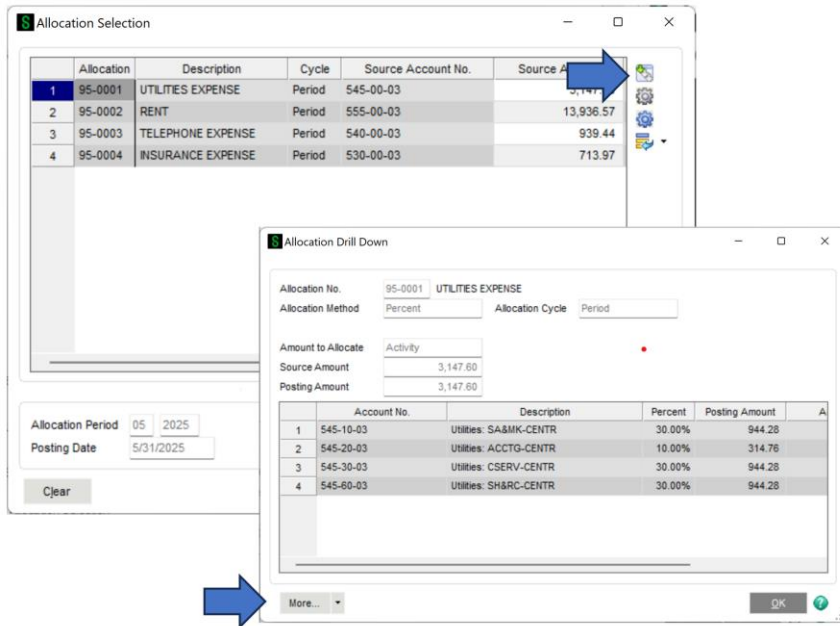 Allocation Selection
Allocation Description Cycle Source Account No. Source A
1 95-0001 UTILITIES EXPENSE Period 545-00-03
2 95-0002 RENT Period 555-00-03 13,936.57
3 95-0003 TELEPHONE EXPENSE Period 540-00-03 939.44
4 95-0004 INSURANCE EXPENSE Period 530-00-03 713.97
Allocation Period 05 2025
Posting Date 5/31/2025
Clear
Allocation Drill Down
Allocation No. 95-0001 UTILITIES EXPENSE
Allocation Method Percent Allocation Cycle Period
Amount to Allocate Activity
Source Amount 3,147.60
Posting Amount 3,147.60
Account No. Description Percent Posting Amount A
1 545-10-03 Utilities: SA&MK-CENTR 30.00% 944.28
2 545-20-03 Utilities: ACCTG-CENTR 10.00% 314.76
3 545-30-03 Utilities: CSERV-CENTR 30.00% 944.28
4 545-60-03 Utilities: SH&RC-CENTR 30.00% 944.28
More... OK